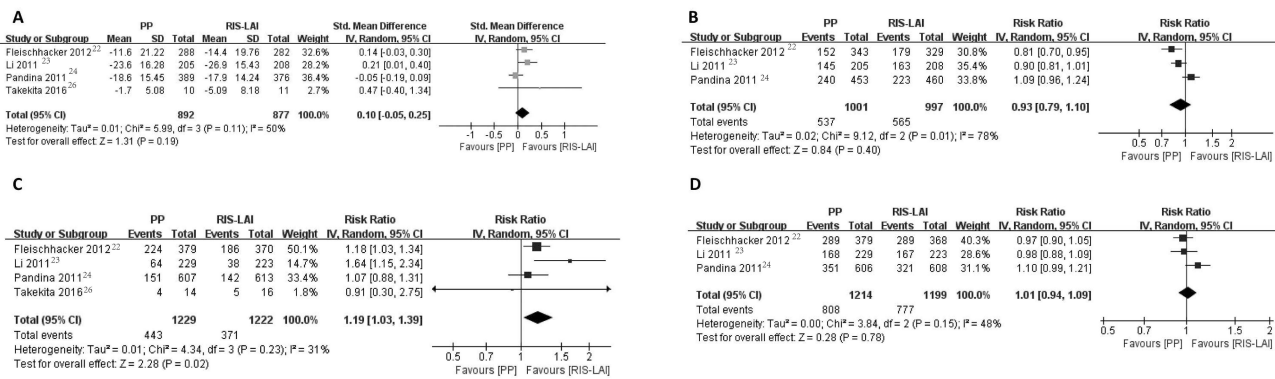 A
PP RIS-LAI Std. Mean Difference Std. Mean Difference
Study or Subgroup Mean SD Total Mean SD Total Weight IV, Random, 95% CI IV, Random, 95% CI
Fleischhacker 2012 22 -11.6 21.22 288 -14.4 19.76 282 32.6% 0.14 [-0.03, 0.30]
Li 2011 23 -23.6 16.28 205 -26.9 15.43 208 28.8% 0.21 [0.01, 0.40]
Pandina 2011 24 -18.6 15.45 389 -17.9 14.24 376 36.4% -0.05 [-0.19, 0.09]
Takekita 2016 26 -1.7 5.08 10 -5.09 8.18 11 2.7% 0.47 [-0.40, 1.34]
Total (95% CI) 892 877 100.0% 0.10 [-0.05, 0.25]
Heterogeneity: Tau² = 0.01; Chi² = 5.99, df = 3 (P = 0.11); I² = 50%
Test for overall effect: Z = 1.31 (P = 0.19)
-1 -0.5 0 0.5 1
Favours [PP] Favours [RIS-LAI]
B
PP RIS-LAI Risk Ratio Risk Ratio
Study or Subgroup Events Total Events Total Weight IV, Random, 95% CI IV, Random, 95% CI
Fleischhacker 2012 22 152 343 179 329 30.8% 0.81 [0.70, 0.95]
Li 2011 23 145 205 163 208 35.8% 0.90 [0.81, 1.01]
Pandina 2011 24 240 453 223 460 33.4% 1.09 [0.96, 1.24]
Total (95% CI) 1001 997 100.0% 0.93 [0.79, 1.10]
Total events 537 565
Heterogeneity: Tau² = 0.02; Chi² = 9.12, df = 2 (P = 0.01); I² = 78%
Test for overall effect: Z = 0.84 (P = 0.40)
0.5 0.7 1 1.5 2
Favours [PP] Favours [RIS-LAI]
C
PP RIS-LAI Risk Ratio Risk Ratio
Study or Subgroup Events Total Events Total Weight IV, Random, 95% CI IV, Random, 95% CI
Fleischhacker 2012 22 224 379 186 370 50.1% 1.18 [1.03, 1.34]
Li 2011 23 64 229 38 223 14.7% 1.64 [1.15, 2.34]
Pandina 2011 24 151 607 142 613 33.4% 1.07 [0.88, 1.31]
Takekita 2016 26 4 14 5 16 1.8% 0.91 [0.30, 2.75]
Total (95% CI) 1229 1222 100.0% 1.19 [1.03, 1.39]
Total events 443 371
Heterogeneity: Tau² = 0.01; Chi² = 4.34, df = 3 (P = 0.23); I² = 31%
Test for overall effect: Z = 2.28 (P = 0.02)
0.5 0.7 1 1.5 2
Favours [PP] Favours [RIS-LAI]
D
PP RIS-LAI Risk Ratio Risk Ratio
Study or Subgroup Events Total Events Total Weight IV, Random, 95% CI IV, Random, 95% CI
Fleischhacker 2012 22 289 379 289 368 40.3% 0.97 [0.90, 1.05]
Li 2011 23 168 229 167 223 28.6% 0.98 [0.88, 1.09]
Pandina 2011 24 351 606 321 608 31.1% 1.10 [0.99, 1.21]
Total (95% CI) 1214 1199 100.0% 1.01 [0.94, 1.09]
Total events 808 777
Heterogeneity: Tau² = 0.00; Chi² = 3.84, df = 2 (P = 0.15); I² = 48%
Test for overall effect: Z = 0.28 (P = 0.78)
0.5 0.7 1 1.5 2
Favours [PP] Favours [RIS-LAI]